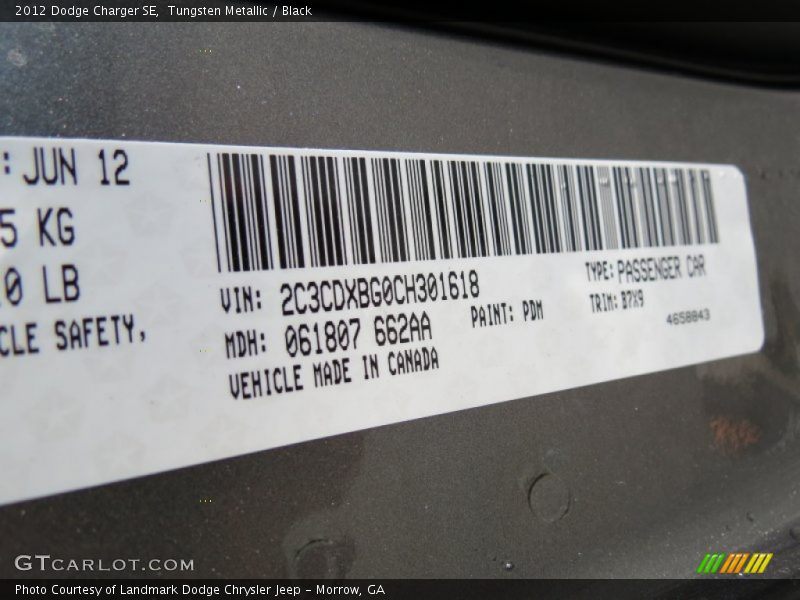 2012 Dodge Charger SE, Tungsten Metallic / Black
: JUN 12
5 KG
0 LB
CLE SAFETY,
VIN: 2C3CDXBG0CH301618
TYPE: PASSENGER CAR
MDH: 061807 662AA
PAINT: PDM
TRIM: B7X9
4658843
VEHICLE MADE IN CANADA
GTCARLOT.COM
Photo Courtesy of Landmark Dodge Chrysler Jeep – Morrow, GA